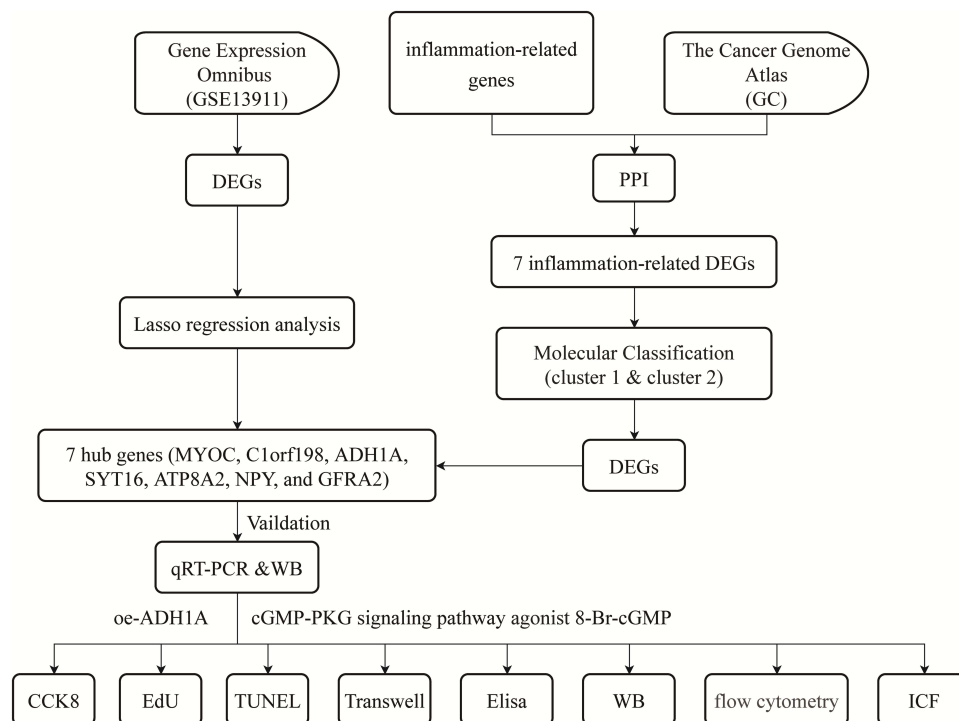 Gene Expression
Omnibus
(GSE13911)
inflammation-related
genes
The Cancer Genome
Atlas
(GC)
DEGs
PPI
7 inflammation-related DEGs
Lasso regression analysis
Molecular Classification
(cluster 1 & cluster 2)
7 hub genes (MYOC, C1orf198, ADH1A,
SYT16, ATP8A2, NPY, and GFRA2)
DEGs
Vaildation
qRT-PCR &WB
oe-ADH1A
cGMP-PKG signaling pathway agonist 8-Br-cGMP
CCK8
EdU
TUNEL
Transwell
Elisa
WB
flow cytometry
ICF